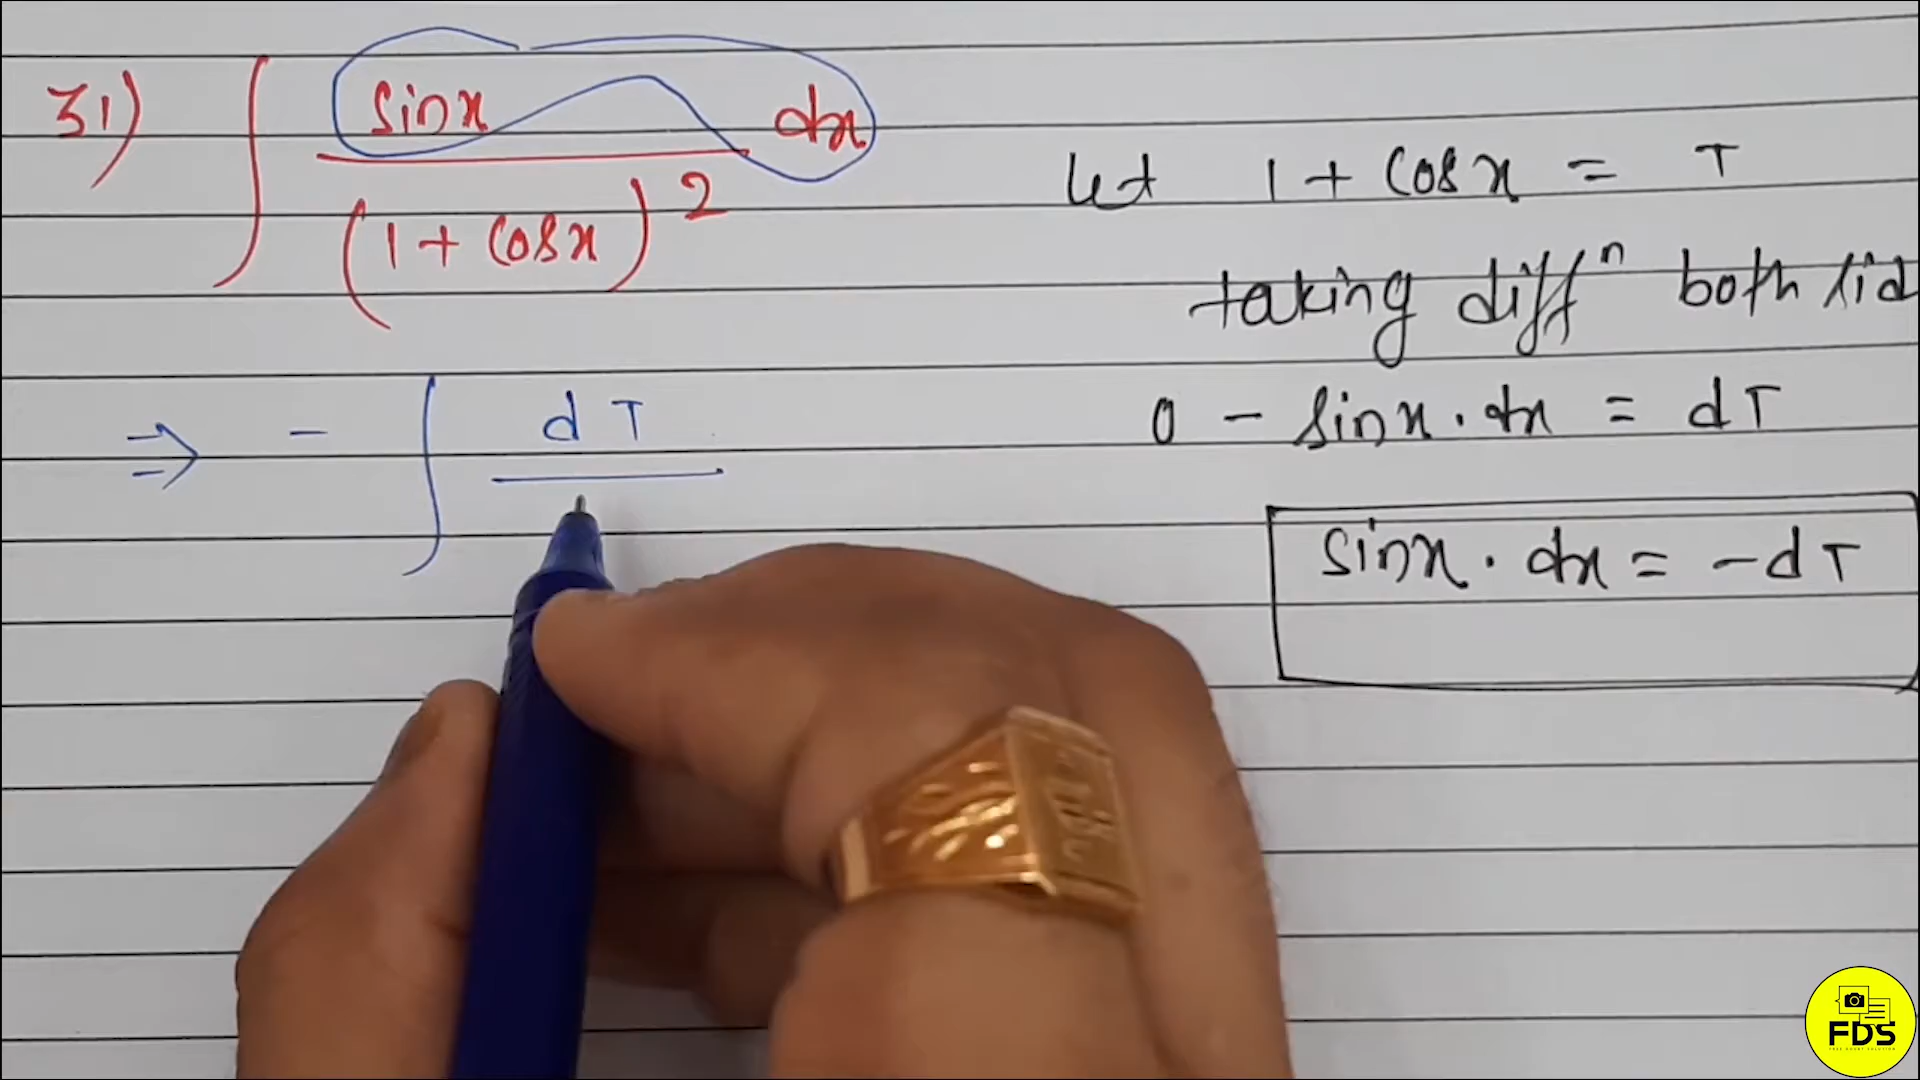 31) ∫ sinx dx
(1 + cosx)²
let 1 + cosx = T
taking diffⁿ both sid
0 - sinx . dx = dT
sinx . dx = -dT
⇒ - ∫ dT
FDS